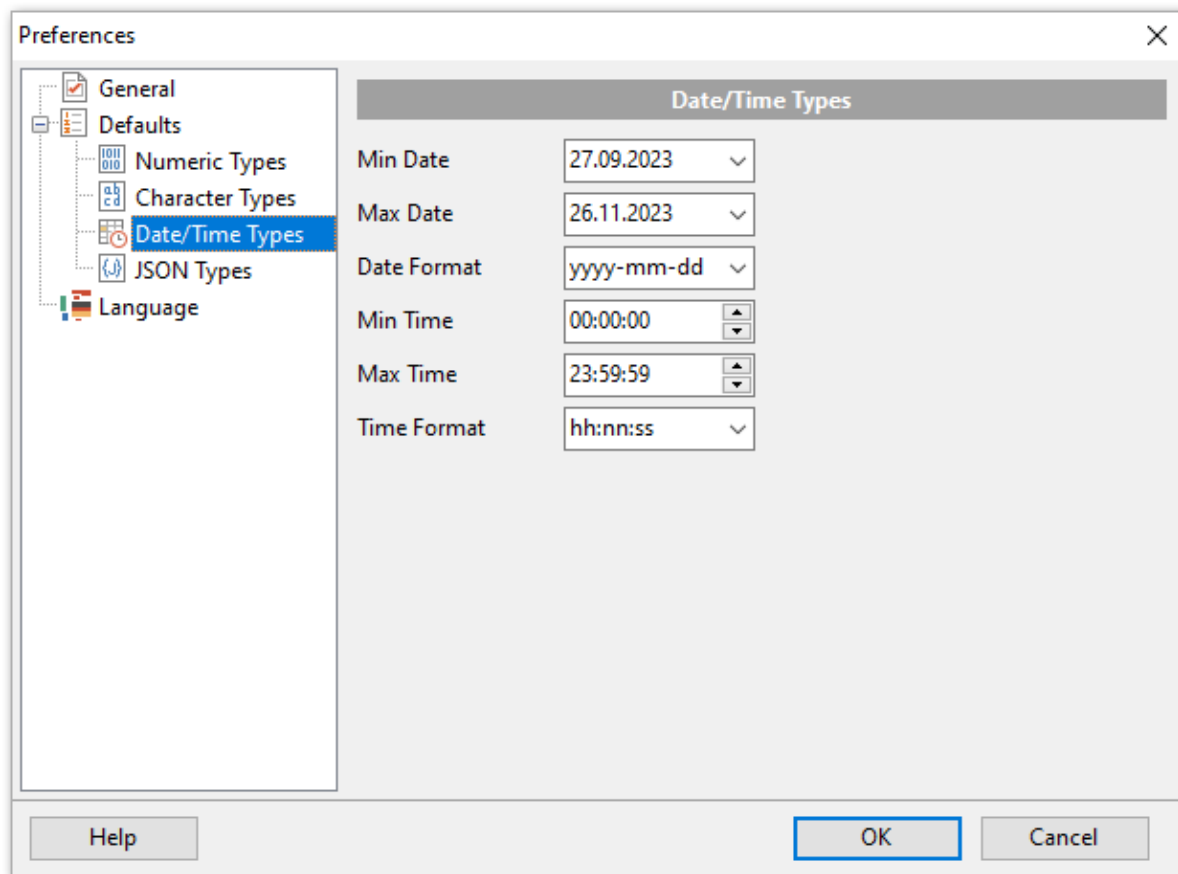 Preferences
General
Defaults
Numeric Types
Character Types
Date/Time Types
JSON Types
Language
Date/Time Types
Min Date 27.09.2023
Max Date 26.11.2023
Date Format yyyy-mm-dd
Min Time 00:00:00
Max Time 23:59:59
Time Format hh:nn:ss
Help OK Cancel